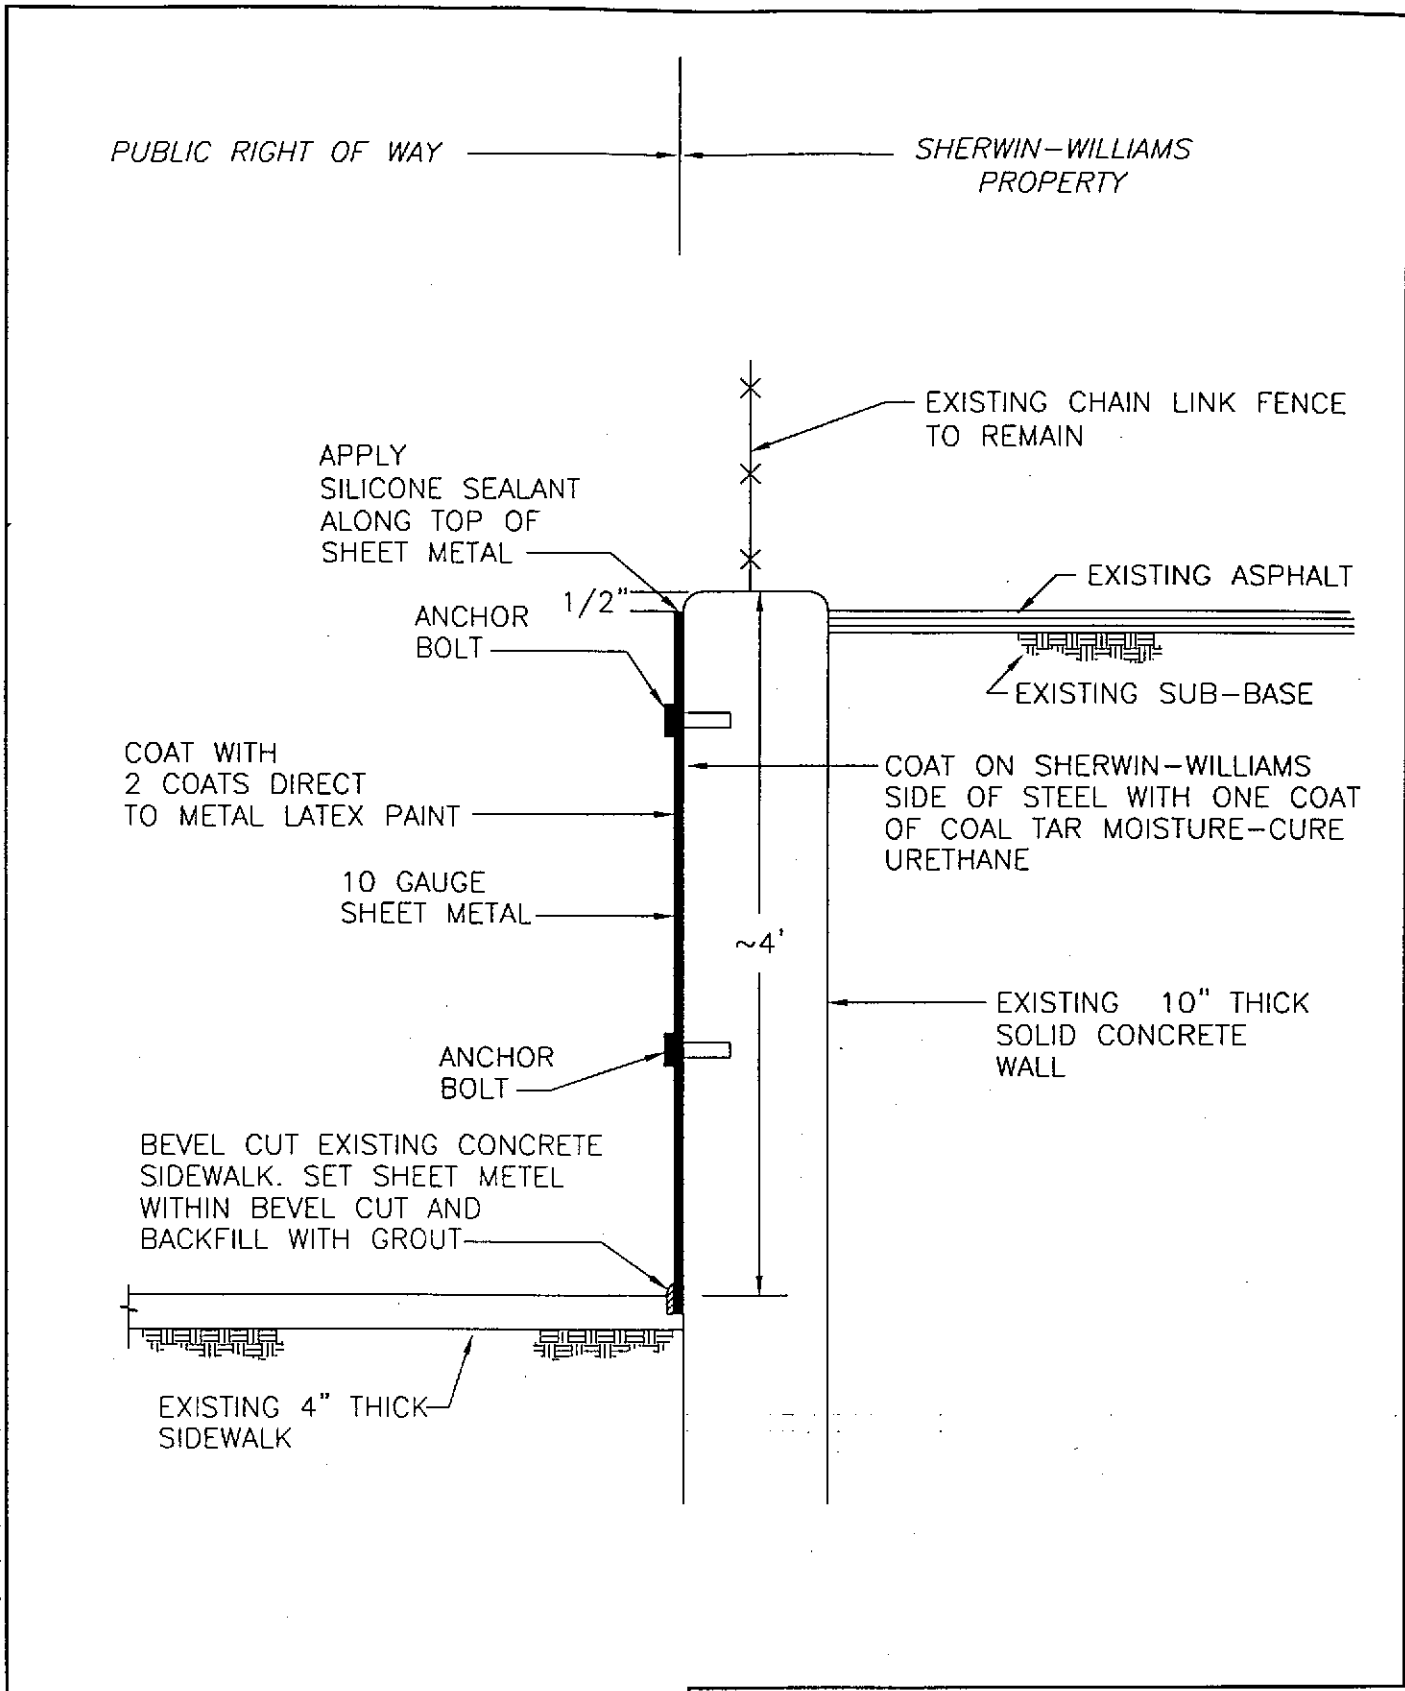 PUBLIC RIGHT OF WAY
SHERWIN-WILLIAMS
PROPERTY
EXISTING CHAIN LINK FENCE
TO REMAIN
APPLY
SILICONE SEALANT
ALONG TOP OF
SHEET METAL
EXISTING ASPHALT
1/2"
ANCHOR
BOLT
EXISTING SUB-BASE
COAT WITH
2 COATS DIRECT
TO METAL LATEX PAINT
COAT ON SHERWIN-WILLIAMS
SIDE OF STEEL WITH ONE COAT
OF COAL TAR MOISTURE-CURE
URETHANE
10 GAUGE
SHEET METAL
~4'
EXISTING 10" THICK
SOLID CONCRETE
WALL
ANCHOR
BOLT
BEVEL CUT EXISTING CONCRETE
SIDEWALK. SET SHEET METEL
WITHIN BEVEL CUT AND
BACKFILL WITH GROUT
EXISTING 4" THICK
SIDEWALK